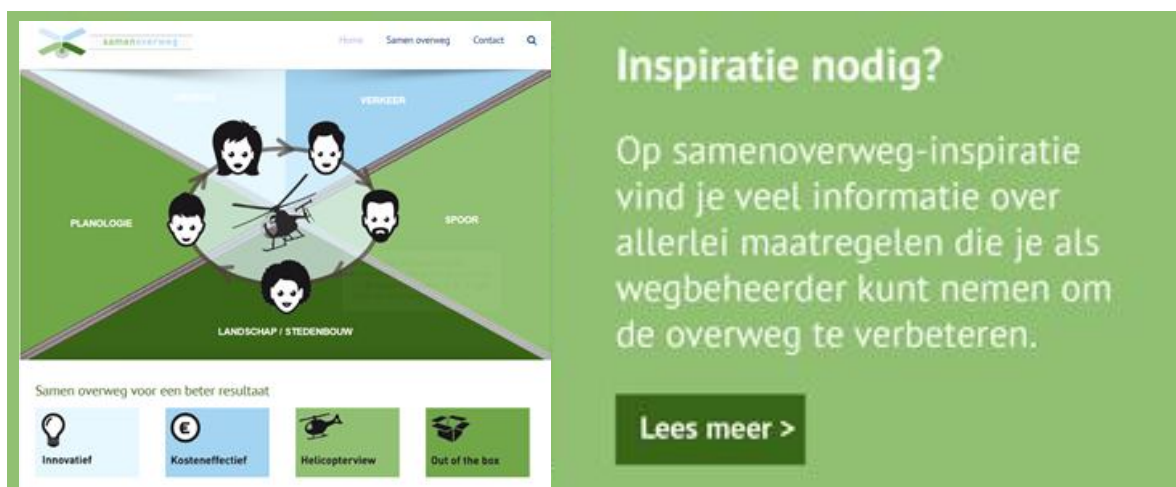 samenoverweg
Home Samen overweg Contact
VERKEER
PLANOLOGIE
SPOOR
LANDSCHAP / STEDENBOUW
Samen overweg voor een beter resultaat
Innovatief
Kosteneffectief
Helicopterview
Out of the box
Inspiratie nodig?
Op samenoverweg-inspiratie
vind je veel informatie over
allerlei maatregelen die je als
wegbeheerder kunt nemen om
de overweg te verbeteren.
Lees meer >